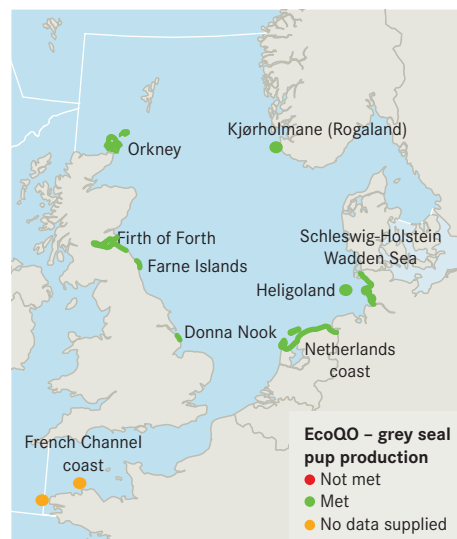 Kjørholmane (Rogaland)
Orkney
Firth of Forth
Schleswig-Holstein
Wadden Sea
Farne Islands
Heligoland
Donna Nook
Netherlands
coast
French Channel
coast
EcoQO – grey seal
pup production
Not met
Met
No data supplied